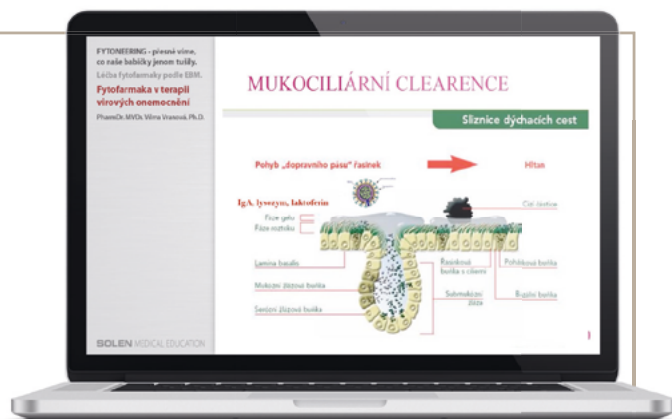 FYTONEERING - přesně víme,
co naše babičky jenom tušily.
Léčba fytofarmaky podle EBM.
Fytofarmaka v terapii
virových onemocnění
PharmDr. MVDr. Vilma Vranová, Ph.D.
MUKOCILIÁRNÍ CLEARENCE
Sliznice dýchacích cest
Pohyb „dopravního pásu“ řasinek
Hltan
IgA, lysozym, laktoferin
Cizí částice
Fáze gelu
Fáze roztoku
Lamina basalis
Řasinková
buňka s ciliemi
Pohárková buňka
Mukózní žlázová buňka
Submukózní
žláza
Bazální buňka
Serózní žlázová buňka
SOLEN MEDICAL EDUCATION